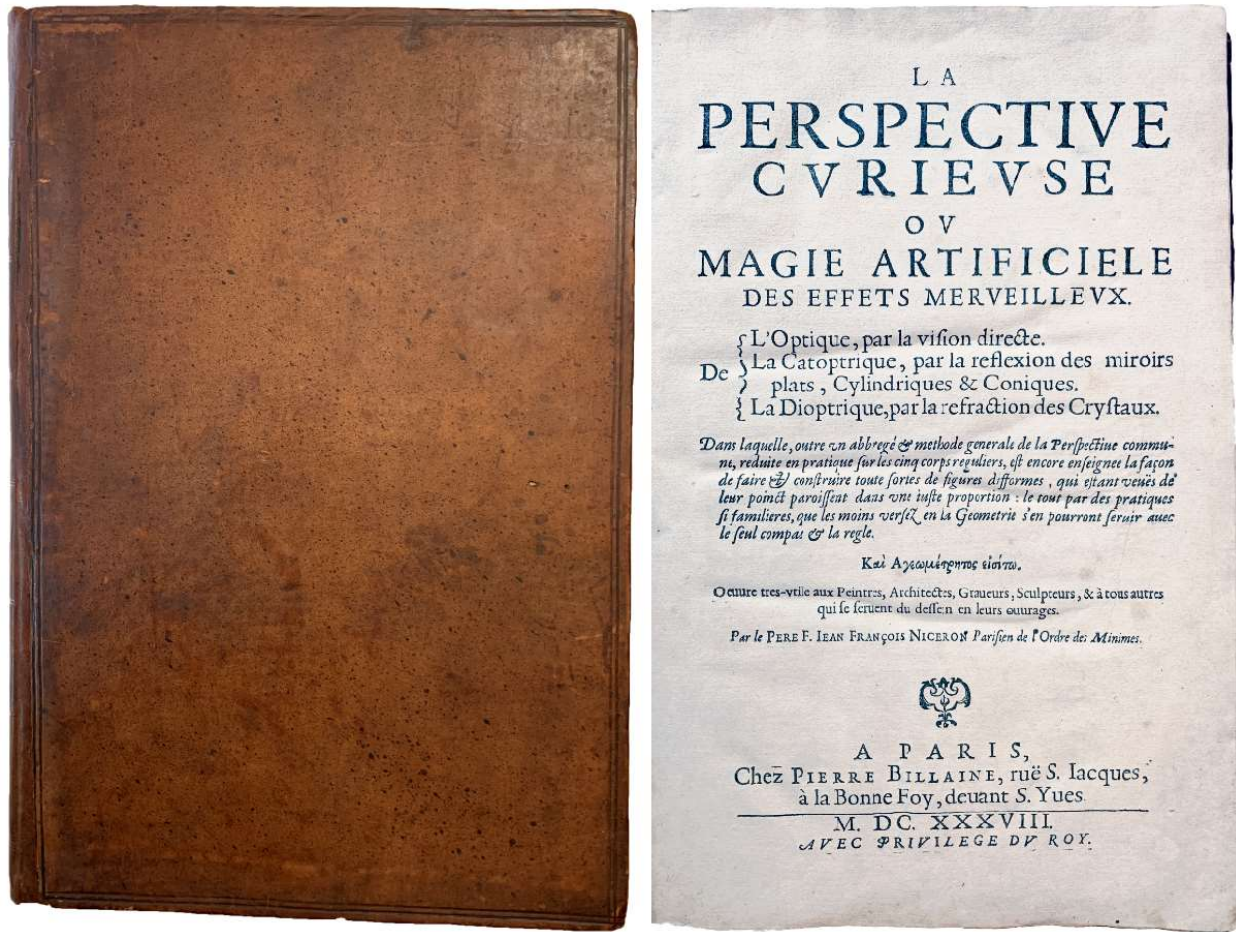 LA
PERSPECTIVE
CVRIEVSE
OV
MAGIE ARTIFICIELE
DES EFFETS MERVEILLEVX.
L'Optique, par la viſion directe.
De La Catoptrique, par la reflexion des miroirs
plats, Cylindriques & Coniques.
La Dioptrique, par la refraction des Cryſtaux.
Dans laquelle, outre vn abbregé & methode generale de la Perſpectiue commu-
ne, reduite en pratique ſur les cinq corps reguliers, eſt encore enſeignee la façon
de faire & conſtruire toute ſortes de figures difformes, qui eſtant veuës de
leur poinct paroiſſent dans vne iuſte proportion : le tout par des pratiques
ſi familieres, que les moins verſez en la Geometrie s'en pourront ſeruir auec
le ſeul compas & la regle.
Καὶ Αγεωμέτρητος εἰσίτω.
Oeuure tres-vtile aux Peintres, Architectes, Graueurs, Sculpteurs, & à tous autres
qui ſe ſeruent du deſſein en leurs ouurages.
Par le PERE F. IEAN FRANÇOIS NICERON Pariſien de l'Ordre des Minimes.
A PARIS,
Chez PIERRE BILLAINE, ruë S. Iacques,
à la Bonne Foy, deuant S. Yues
M. DC. XXXVIII.
AVEC PRIVILEGE DV ROY.